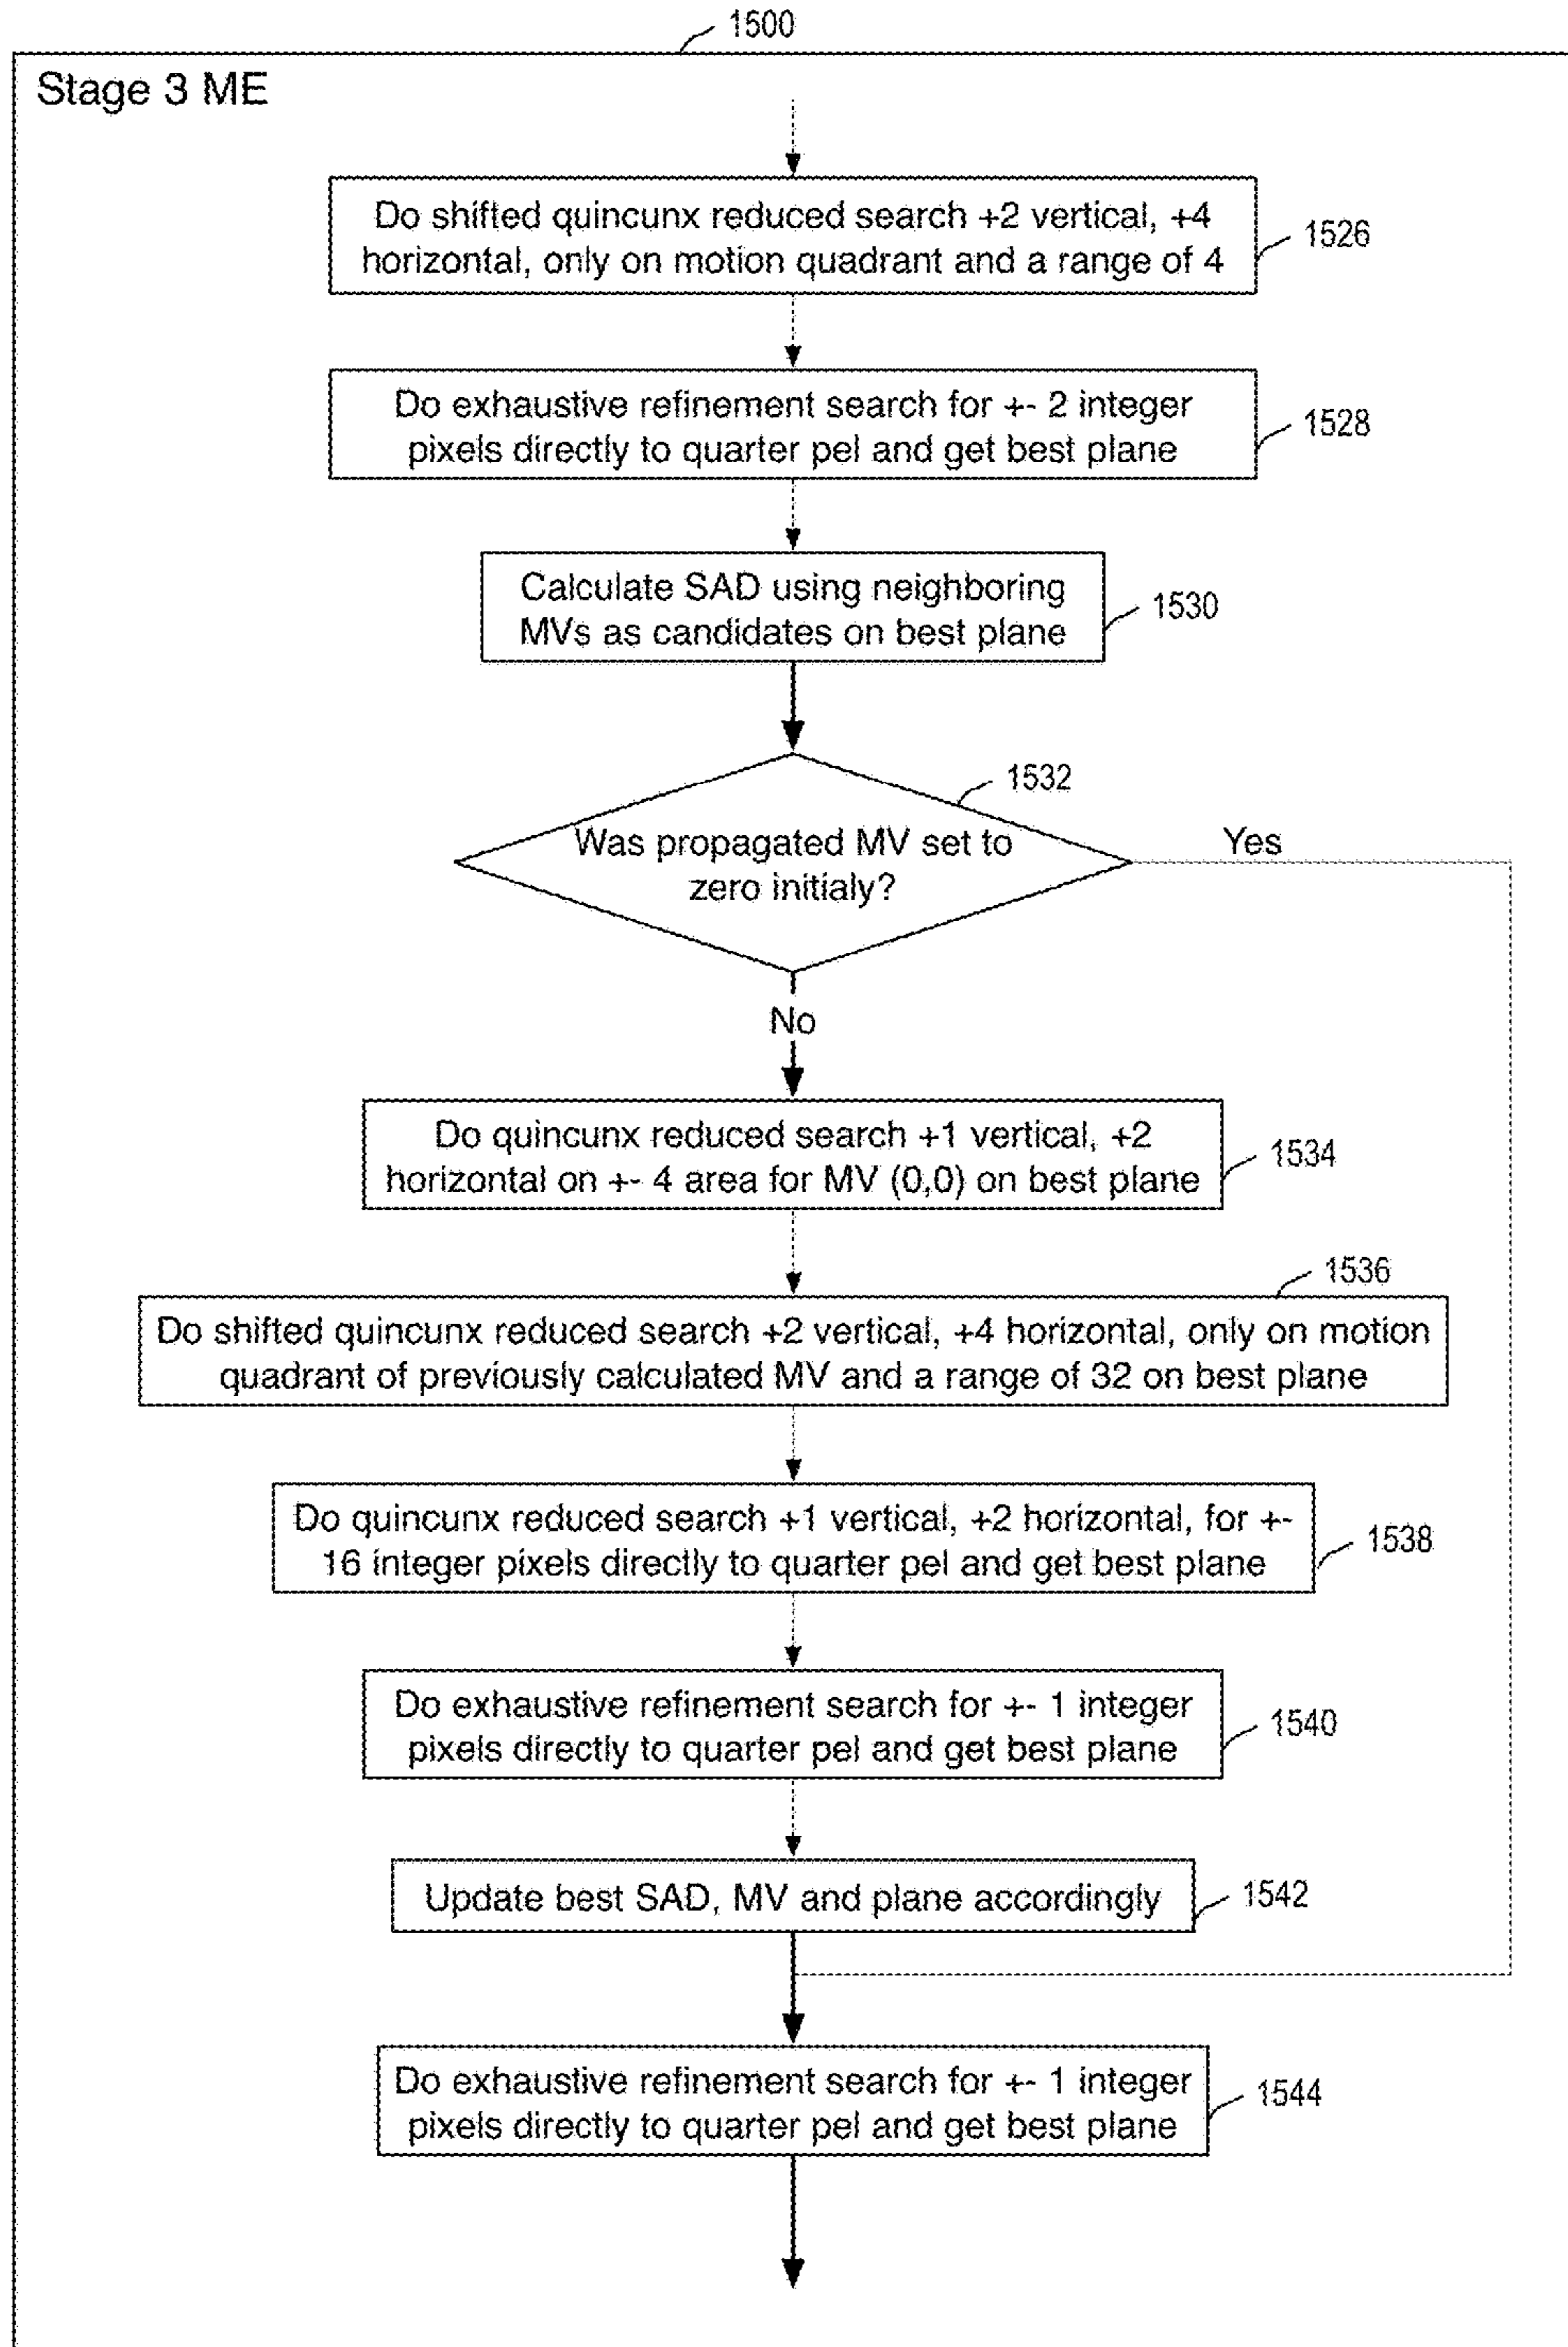 1500
Stage 3 ME
Do shifted quincunx reduced search +2 vertical, +4
horizontal, only on motion quadrant and a range of 4
1526
Do exhaustive refinement search for +- 2 integer
pixels directly to quarter pel and get best plane
1528
Calculate SAD using neighboring
MVs as candidates on best plane
1530
1532
Was propagated MV set to
zero initialy?
Yes
No
Do quincunx reduced search +1 vertical, +2
horizontal on +- 4 area for MV (0,0) on best plane
1534
1536
Do shifted quincunx reduced search +2 vertical, +4 horizontal, only on motion
quadrant of previously calculated MV and a range of 32 on best plane
Do quincunx reduced search +1 vertical, +2 horizontal, for +-
16 integer pixels directly to quarter pel and get best plane
1538
Do exhaustive refinement search for +- 1 integer
pixels directly to quarter pel and get best plane
1540
Update best SAD, MV and plane accordingly
1542
Do exhaustive refinement search for +- 1 integer
pixels directly to quarter pel and get best plane
1544